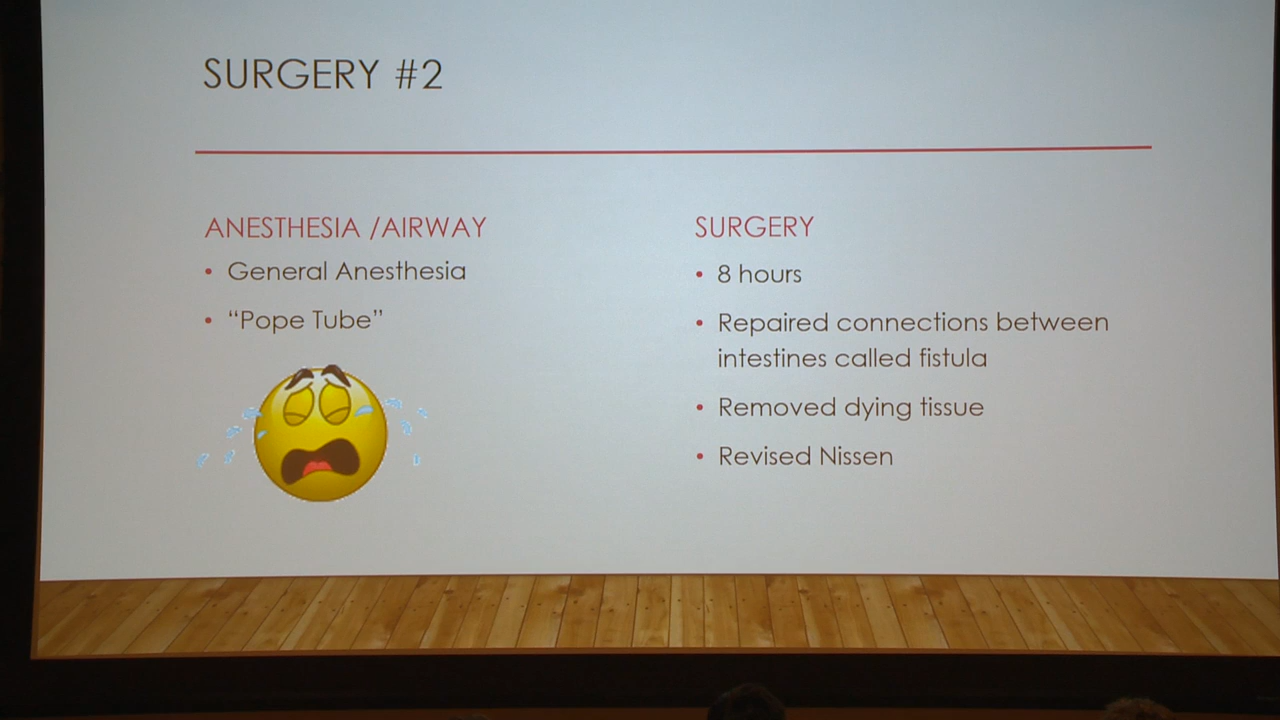 SURGERY #2
ANESTHESIA /AIRWAY
• General Anesthesia
• “Pope Tube”
SURGERY
• 8 hours
• Repaired connections between
intestines called fistula
• Removed dying tissue
• Revised Nissen